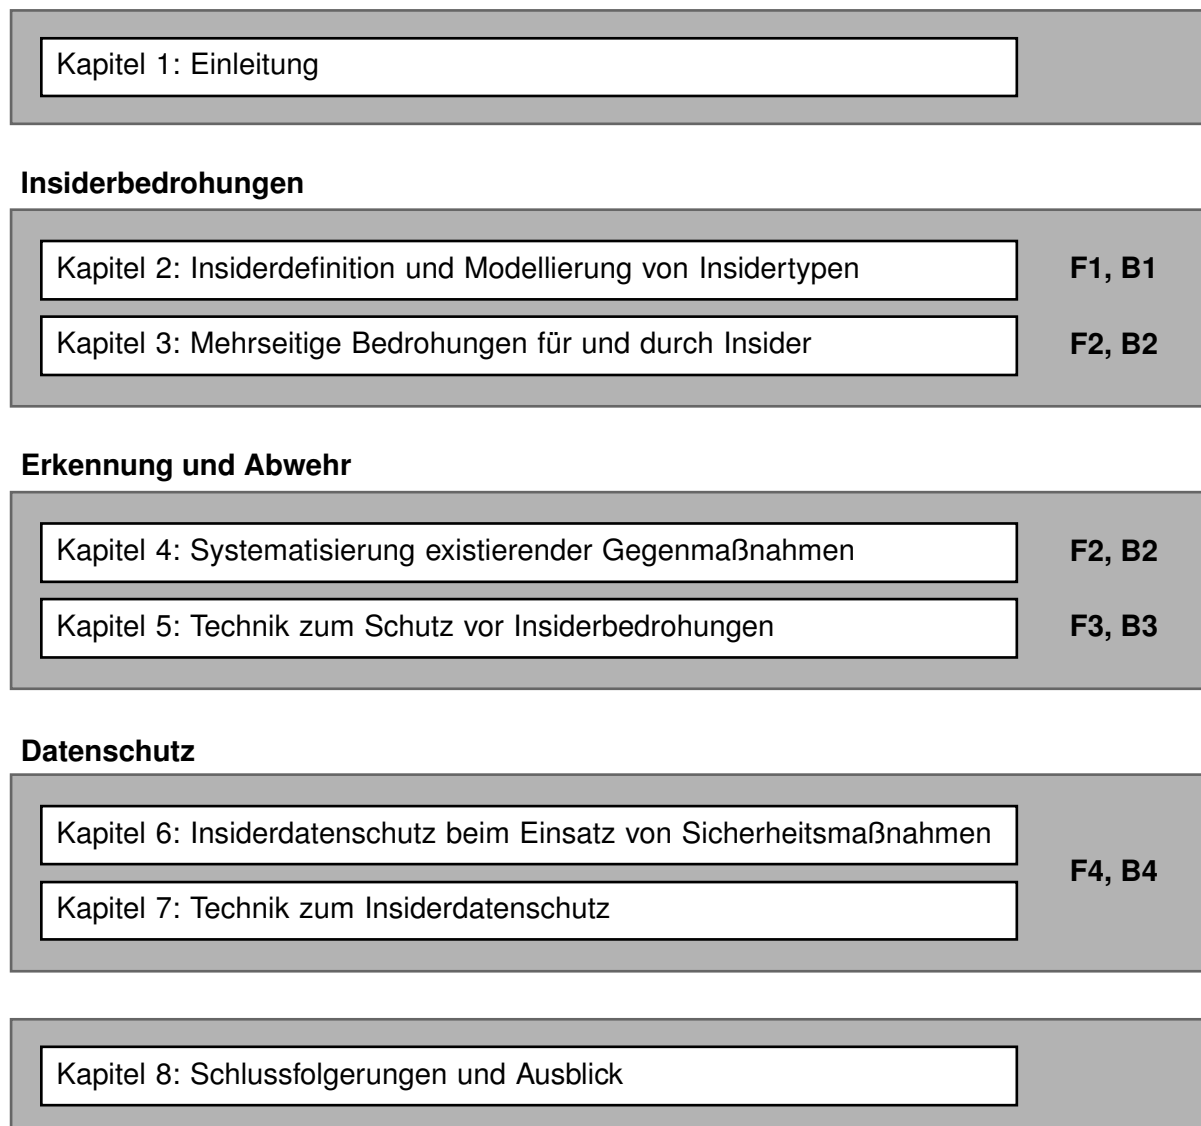 Kapitel 1: Einleitung
Insiderbedrohungen
Kapitel 2: Insiderdefinition und Modellierung von Insidertypen F1, B1
Kapitel 3: Mehrseitige Bedrohungen für und durch Insider F2, B2
Erkennung und Abwehr
Kapitel 4: Systematisierung existierender Gegenmaßnahmen F2, B2
Kapitel 5: Technik zum Schutz vor Insiderbedrohungen F3, B3
Datenschutz
Kapitel 6: Insiderdatenschutz beim Einsatz von Sicherheitsmaßnahmen
F4, B4
Kapitel 7: Technik zum Insiderdatenschutz
Kapitel 8: Schlussfolgerungen und Ausblick